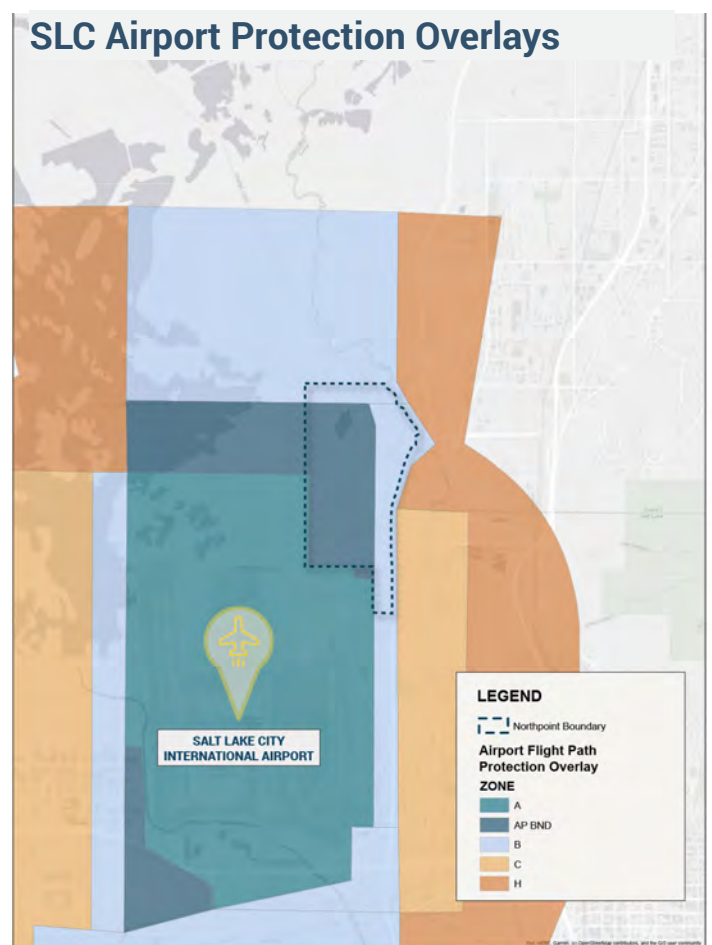 SLC Airport Protection Overlays
SALT LAKE CITY
INTERNATIONAL AIRPORT
LEGEND
Northpoint Boundary
Airport Flight Path
Protection Overlay
ZONE
A
AP BND
B
C
H